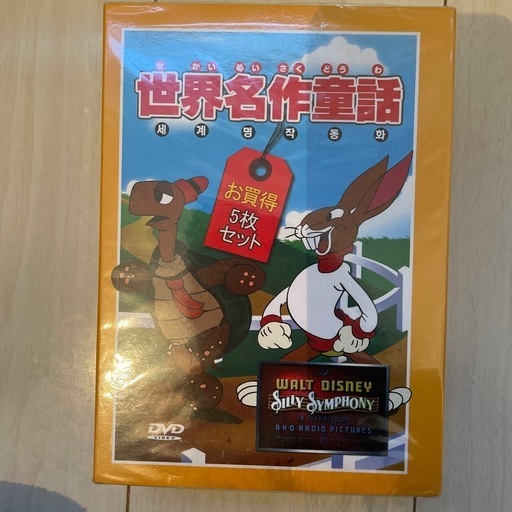 せ かい めい さく どう わ
世界名作童話
세계명작동화
お買得
5枚
セット
A
WALT DISNEY
SILLY SYMPHONY
IN TECHNICOLOR
RKO RADIO PICTURES
DVD
VIDEO